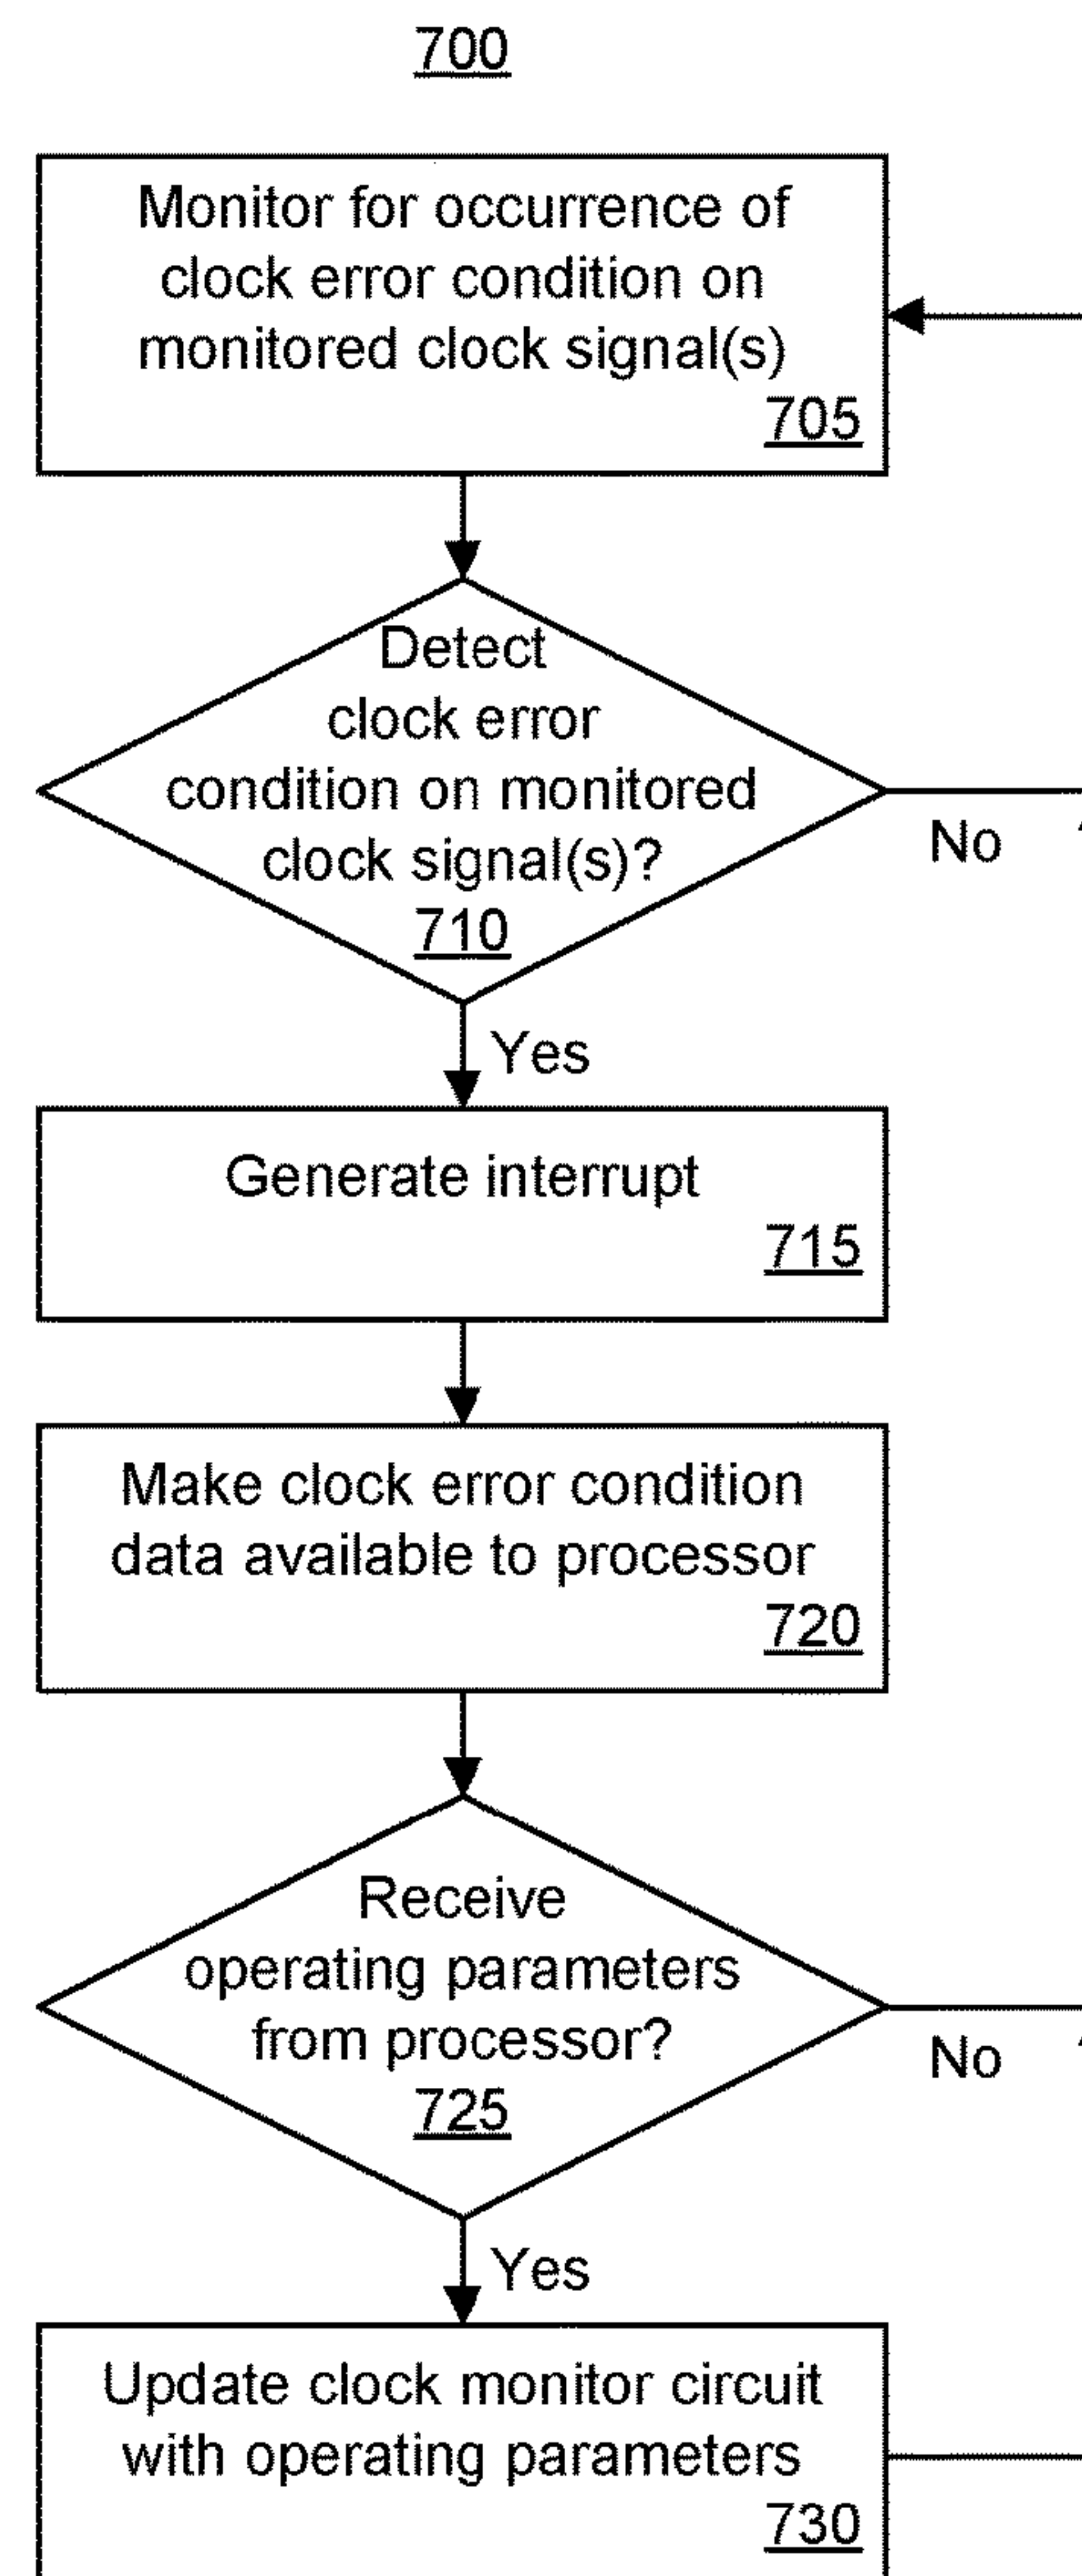 700
Monitor for occurrence of
clock error condition on
monitored clock signal(s)
705
Detect
clock error
condition on monitored
clock signal(s)?
710
No
Yes
Generate interrupt
715
Make clock error condition
data available to processor
720
Receive
operating parameters
from processor?
725
No
Yes
Update clock monitor circuit
with operating parameters
730